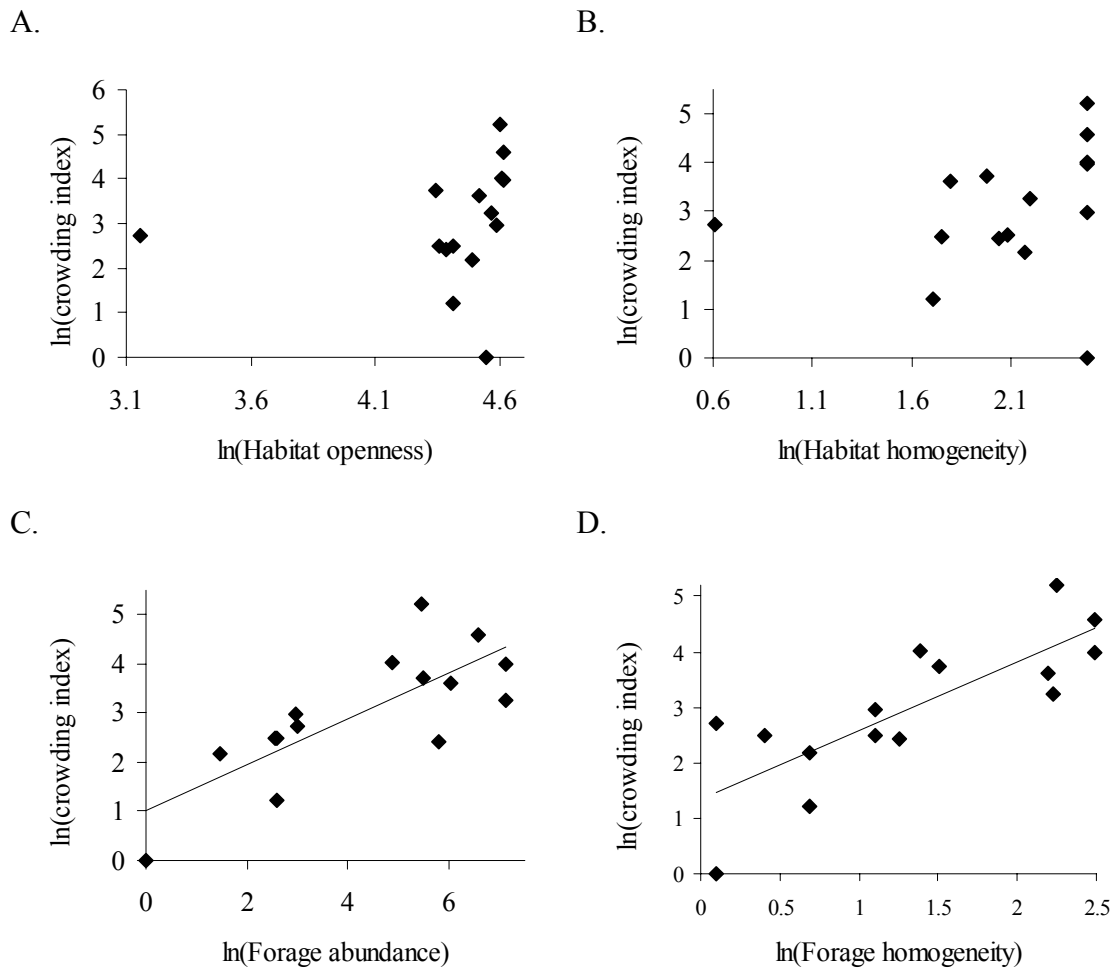 A.
6
5
4
3
2
1
0
ln(crowding index)
3.1 3.6 4.1 4.6
ln(Habitat openness)
B.
5
4
3
2
1
0
ln(crowding index)
0.6 1.1 1.6 2.1
ln(Habitat homogeneity)
C.
5
4
3
2
1
0
ln(crowding index)
0 2 4 6
ln(Forage abundance)
D.
5
4
3
2
1
0
ln(crowding index)
0 0.5 1 1.5 2 2.5
ln(Forage homogeneity)